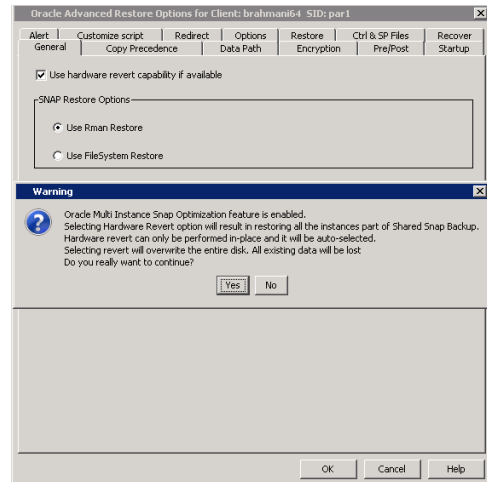 Oracle Advanced Restore Options for Client: brahmani64 SID: par1
Alert Customize script Redirect Options Restore Ctrl & SP Files Recover
General Copy Precedence Data Path Encryption Pre/Post Startup
Use hardware revert capability if available
SNAP Restore Options
Use Rman Restore
Use FileSystem Restore
Warning
Oracle Multi Instance Snap Optimization feature is enabled.
Selecting Hardware Revert option will result in restoring all the instances part of Shared Snap Backup.
Hardware revert can only be performed in-place and it will be auto-selected.
Selecting revert will overwrite the entire disk. All existing data will be lost
Do you really want to continue?
Yes No
OK Cancel Help